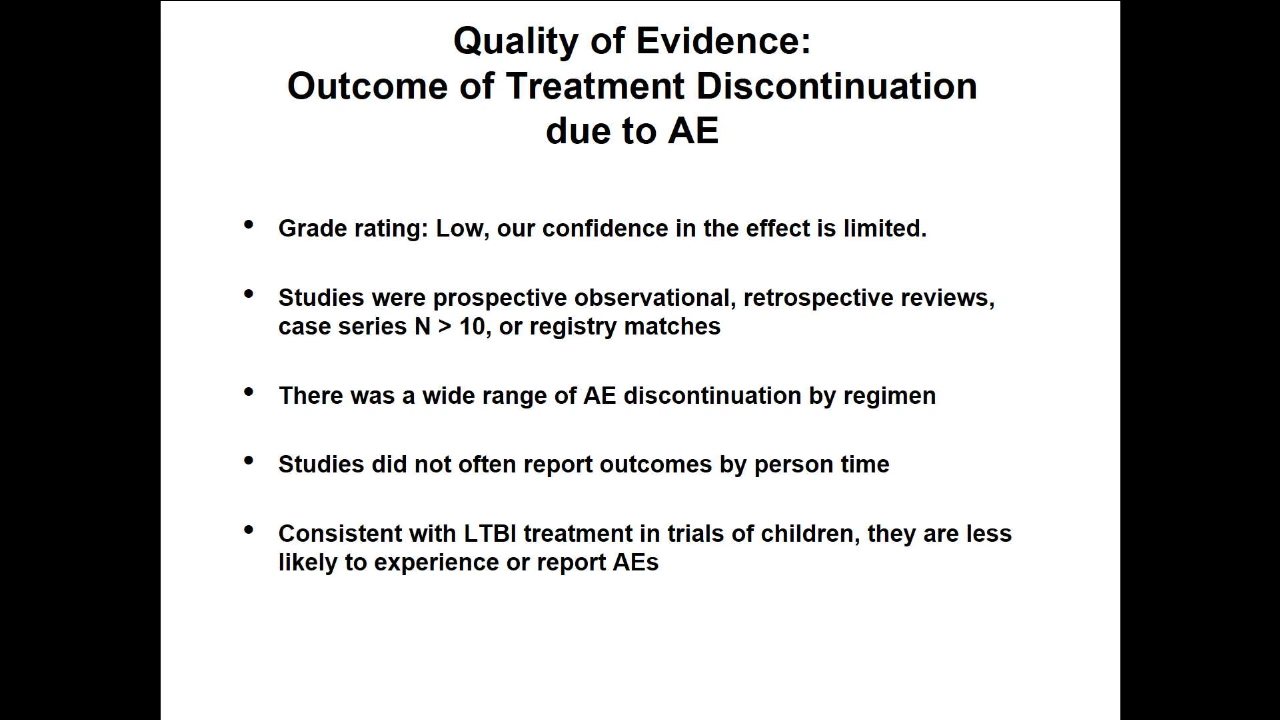 Quality of Evidence:
Outcome of Treatment Discontinuation
due to AE
• Grade rating: Low, our confidence in the effect is limited.
• Studies were prospective observational, retrospective reviews,
case series N > 10, or registry matches
• There was a wide range of AE discontinuation by regimen
• Studies did not often report outcomes by person time
• Consistent with LTBI treatment in trials of children, they are less
likely to experience or report AEs